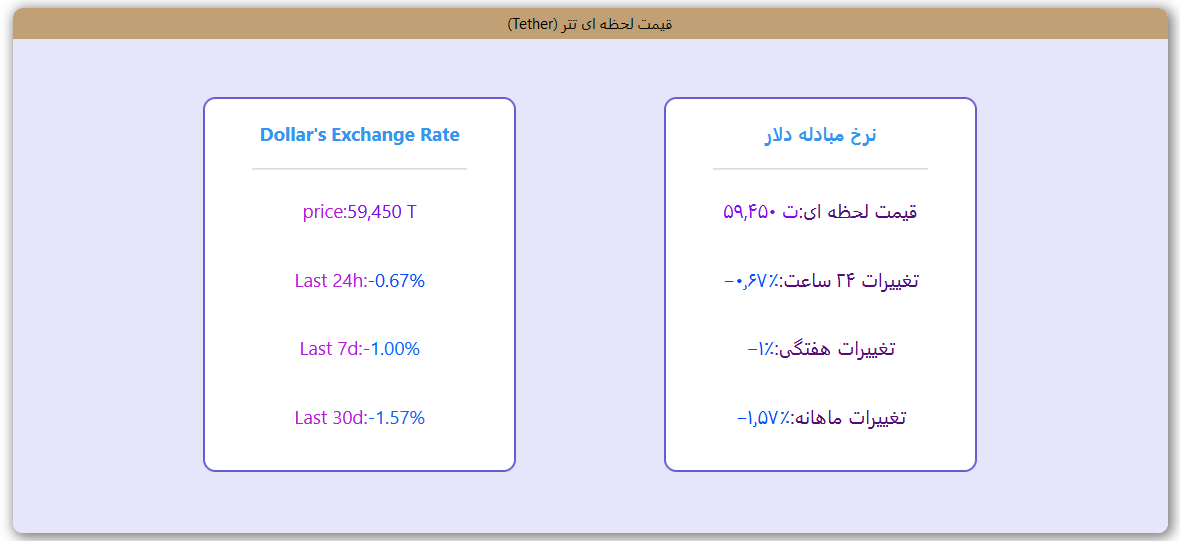 قیمت لحظه ای تتر (Tether)
Dollar's Exchange Rate
price:59,450 T
Last 24h:-0.67%
Last 7d:-1.00%
Last 30d:-1.57%
نرخ مبادله دلار
قیمت لحظه ای:ت ۵۹,۴۵۰
تغییرات ۲۴ ساعت:‎−۰٫۶۷٪
تغییرات هفتگی:‎−۱٪
تغییرات ماهانه:‎−۱٫۵۷٪